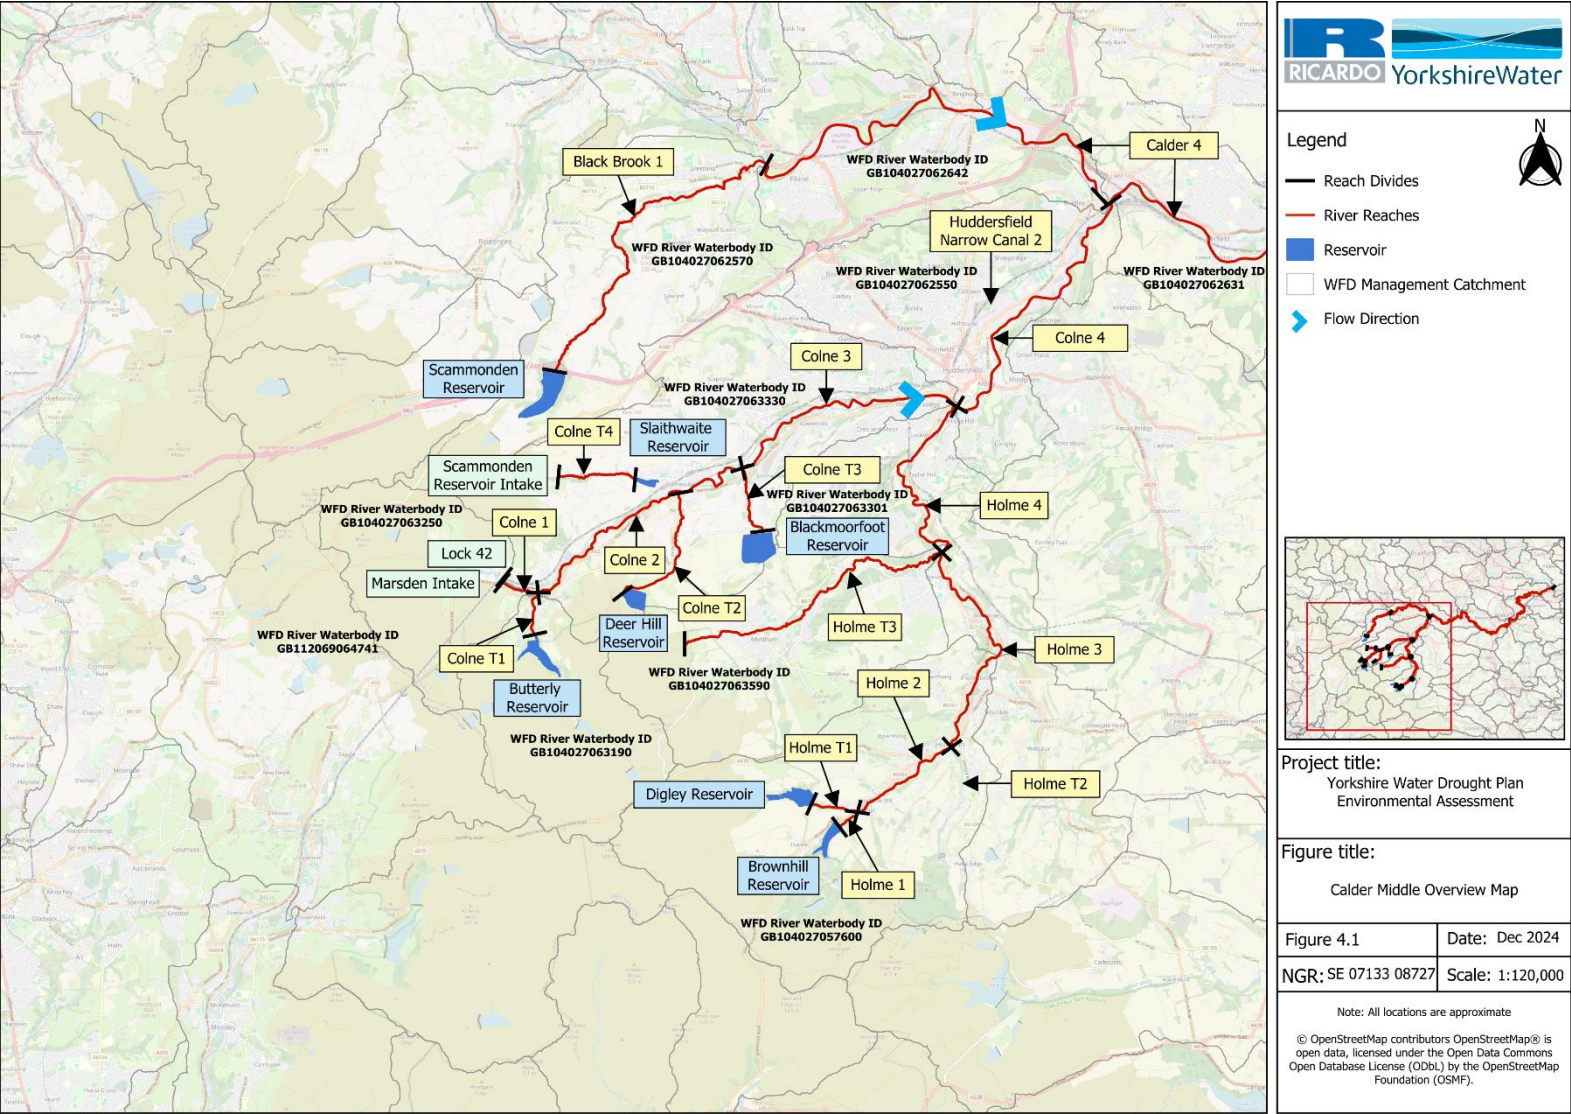 Black Brook 1
WFD River Waterbody ID
GB104027062642
Calder 4
Huddersfield
Narrow Canal 2
WFD River Waterbody ID
GB104027062570
WFD River Waterbody ID
GB104027062550
WFD River Waterbody ID
GB104027062631
Colne 4
Colne 3
Scammonden
Reservoir
WFD River Waterbody ID
GB104027063330
Colne T4
Slaithwaite
Reservoir
Scammonden
Reservoir Intake
Colne T3
WFD River Waterbody ID
GB104027063301
Holme 4
WFD River Waterbody ID
GB104027063250
Colne 1
Blackmoorfoot
Reservoir
Lock 42
Colne 2
Marsden Intake
Colne T2
Deer Hill
Reservoir
Holme T3
WFD River Waterbody ID
GB112069064741
Colne T1
Holme 3
WFD River Waterbody ID
GB104027063590
Butterly
Reservoir
Holme 2
WFD River Waterbody ID
GB104027063190
Holme T1
Digley Reservoir
Holme T2
Brownhill
Reservoir
Holme 1
WFD River Waterbody ID
GB104027057600
Huddersfield
RICARDO
YorkshireWater
Legend
N
Reach Divides
River Reaches
Reservoir
WFD Management Catchment
Flow Direction
Project title:
Yorkshire Water Drought Plan
Environmental Assessment
Figure title:
Calder Middle Overview Map
Figure 4.1
Date: Dec 2024
NGR: SE 07133 08727
Scale: 1:120,000
Note: All locations are approximate
© OpenStreetMap contributors OpenStreetMap® is
open data, licensed under the Open Data Commons
Open Database License (ODbL) by the OpenStreetMap
Foundation (OSMF).